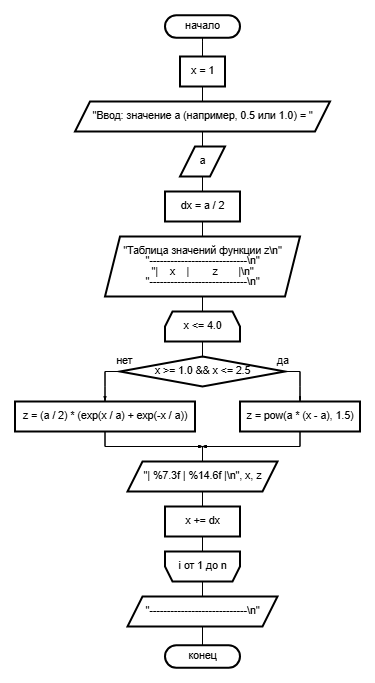 начало
x = 1
"Ввод: значение a (например, 0.5 или 1.0) = "
a
dx = a / 2
"Таблица значений функции z\n"
"----------------------------\n"
"|    x    |        z       |\n"
"----------------------------\n"
x <= 4.0
нет
да
x >= 1.0 && x <= 2.5
z = (a / 2) * (exp(x / a) + exp(-x / a))
z = pow(a * (x - a), 1.5)
"| %7.3f | %14.6f |\n", x, z
x += dx
i от 1 до n
"----------------------------\n"
конец